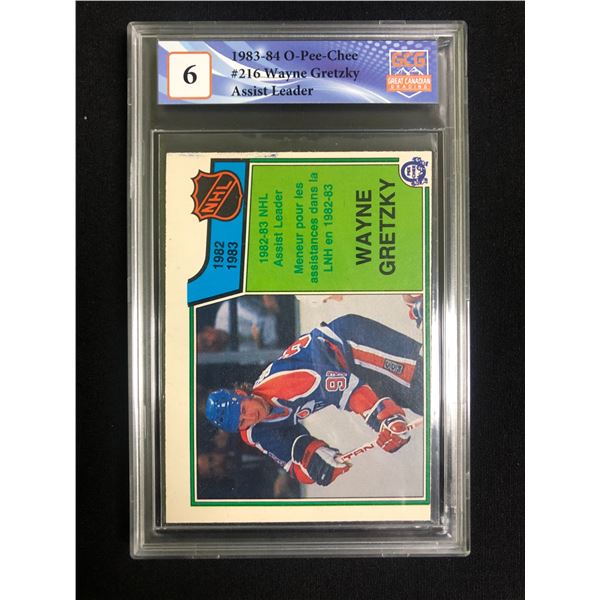 6
1983-84 O-Pee-Chee
#216 Wayne Gretzky
Assist Leader
GCG
GREAT CANADIAN
GRADING
NHL
1982
1983
1982-83 NHL
Assist Leader
Meneur pour les
assistances dans la
LNH en 1982-83
WAYNE
GRETZKY
TITAN